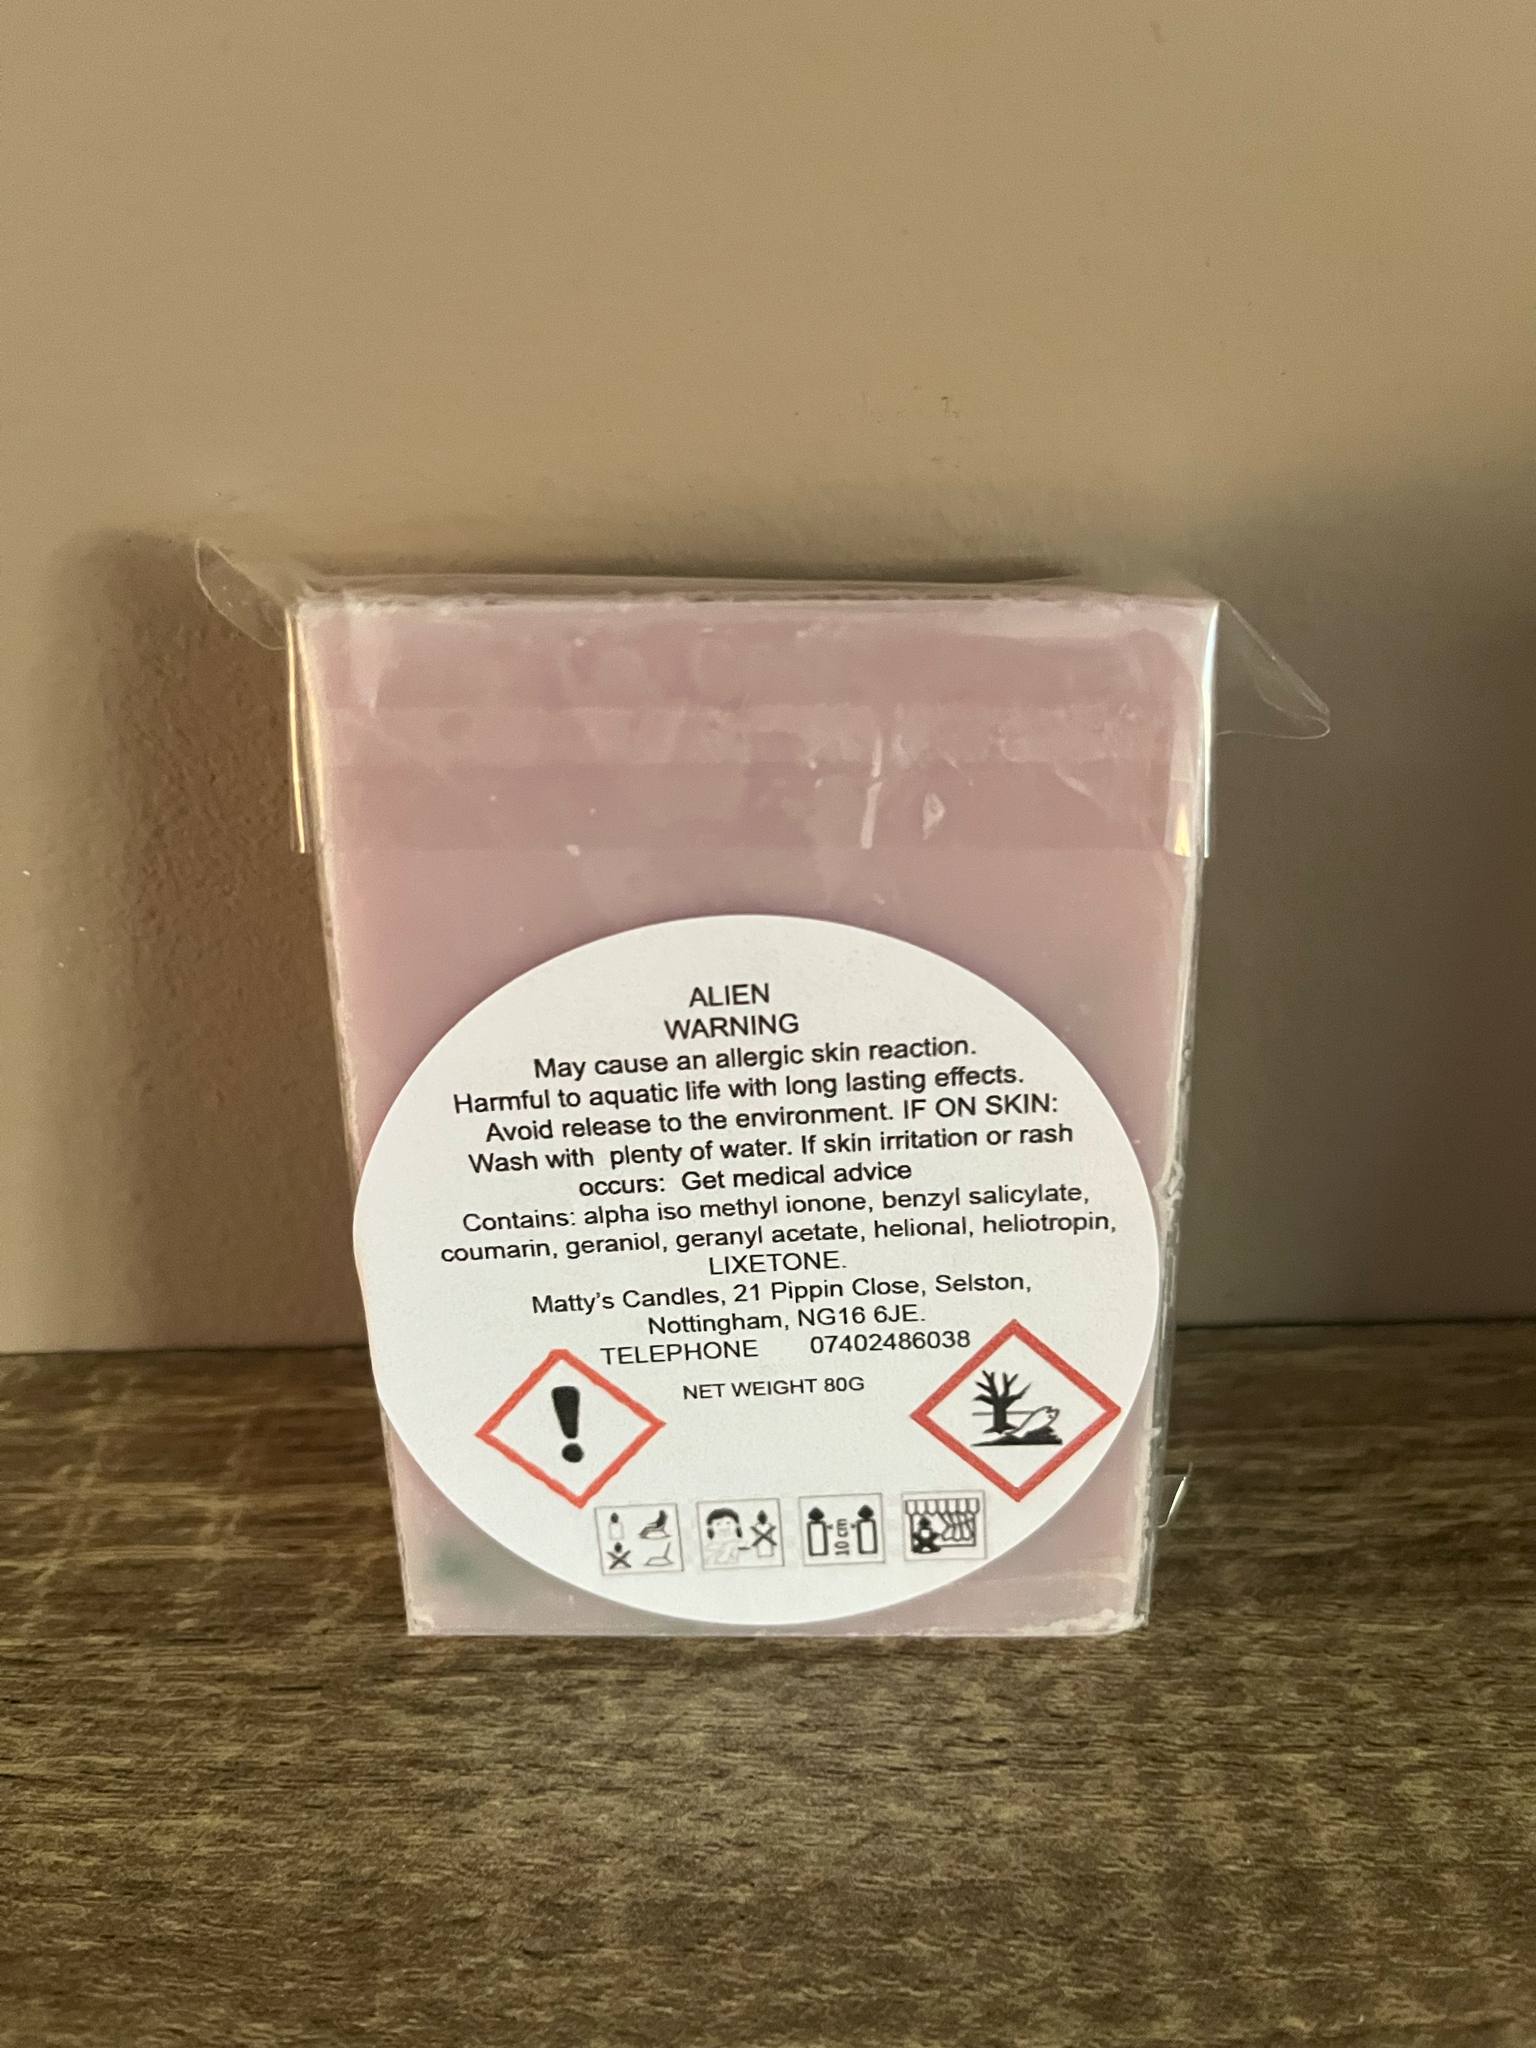 ALIEN
WARNING
May cause an allergic skin reaction.
Harmful to aquatic life with long lasting effects.
Avoid release to the environment. IF ON SKIN:
Wash with plenty of water. If skin irritation or rash
occurs: Get medical advice
Contains: alpha iso methyl ionone, benzyl salicylate,
coumarin, geraniol, geranyl acetate, helional, heliotropin,
LIXETONE.
Matty's Candles, 21 Pippin Close, Selston,
Nottingham, NG16 6JE.
TELEPHONE 07402486038
NET WEIGHT 80G
10 cm